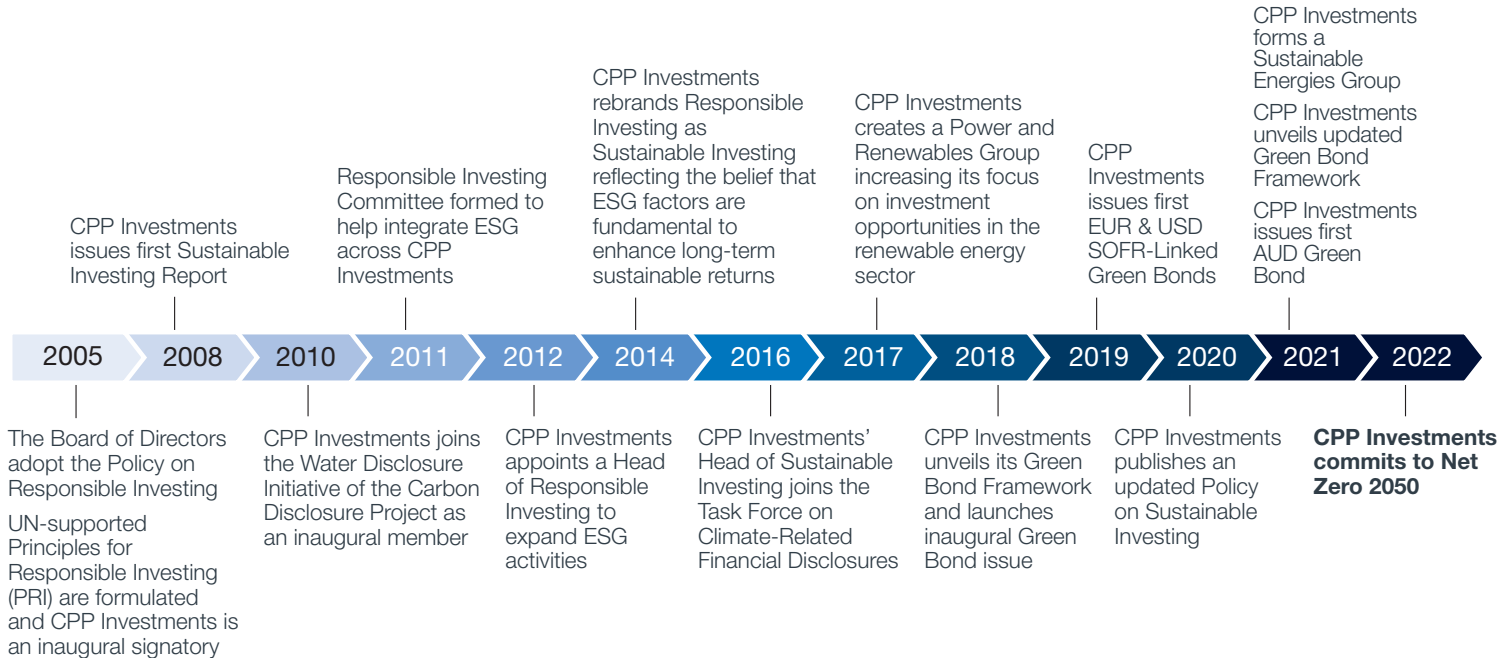 CPP Investments
issues first Sustainable
Investing Report
Responsible Investing
Committee formed to
help integrate ESG
across CPP
Investments
CPP Investments
rebrands Responsible
Investing as
Sustainable Investing
reflecting the belief that
ESG factors are
fundamental to
enhance long-term
sustainable returns
CPP Investments
creates a Power and
Renewables Group
increasing its focus
on investment
opportunities in the
renewable energy
sector
CPP
Investments
issues first
EUR & USD
SOFR-Linked
Green Bonds
CPP Investments
forms a
Sustainable
Energies Group
CPP Investments
unveils updated
Green Bond
Framework
CPP Investments
issues first
AUD Green
Bond
2005 2008 2010 2011 2012 2014 2016 2017 2018 2019 2020 2021 2022
The Board of Directors
adopt the Policy on
Responsible Investing
UN-supported
Principles for
Responsible Investing
(PRI) are formulated
and CPP Investments is
an inaugural signatory
CPP Investments joins
the Water Disclosure
Initiative of the Carbon
Disclosure Project as
an inaugural member
CPP Investments
appoints a Head
of Responsible
Investing to
expand ESG
activities
CPP Investments’
Head of Sustainable
Investing joins the
Task Force on
Climate-Related
Financial Disclosures
CPP Investments
unveils its Green
Bond Framework
and launches
inaugural Green
Bond issue
CPP Investments
publishes an
updated Policy
on Sustainable
Investing
CPP Investments
commits to Net
Zero 2050